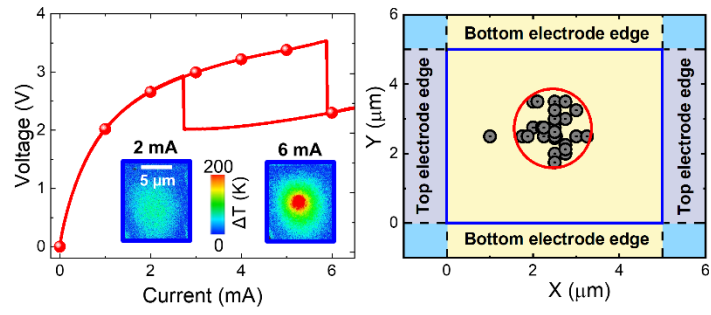 Voltage (V)
4
3
2
1
0
2 mA
5 µm
200
0
ΔT (K)
6 mA
0
2
4
6
Current (mA)
Y (µm)
6
4
2
0
Bottom electrode edge
Top electrode edge
Top electrode edge
Bottom electrode edge
0
2
4
6
X (µm)